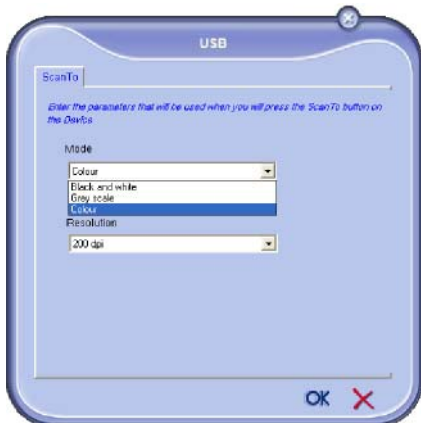 USB
ScanTo
Enter the parameters that will be used when you will press the ScanTo button on
the Device
Mode
Colour
Black and white
Grey scale
Colour
Resolution
200 dpi
OK